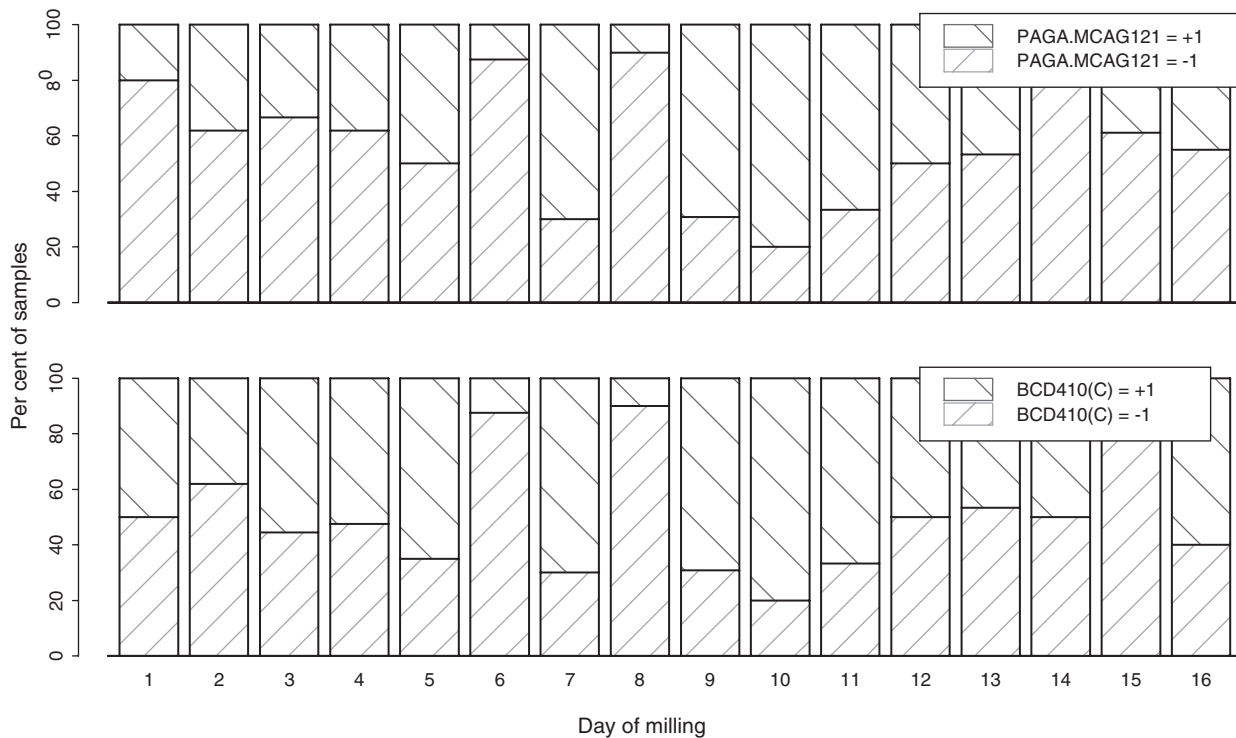 Per cent of samples
0 20 40 60 80 100
PAGA.MCAG121 = +1
PAGA.MCAG121 = -1
0 20 40 60 80 100
BCD410(C) = +1
BCD410(C) = -1
1 2 3 4 5 6 7 8 9 10 11 12 13 14 15 16
Day of milling